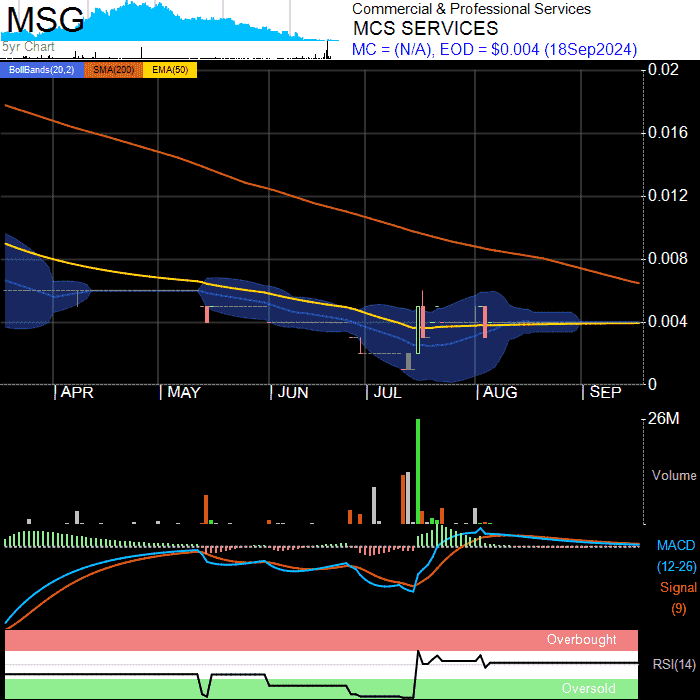 MSG
Commercial & Professional Services
MCS SERVICES
MC = (N/A), EOD = $0.004 (18Sep2024)
5yr Chart
BollBands(20,2) SMA(200) EMA(50)
0.02
0.016
0.012
0.008
0.004
0
APR MAY JUN JUL AUG SEP
26M
Volume
MACD
(12-26)
Signal
(9)
Overbought
RSI(14)
Oversold